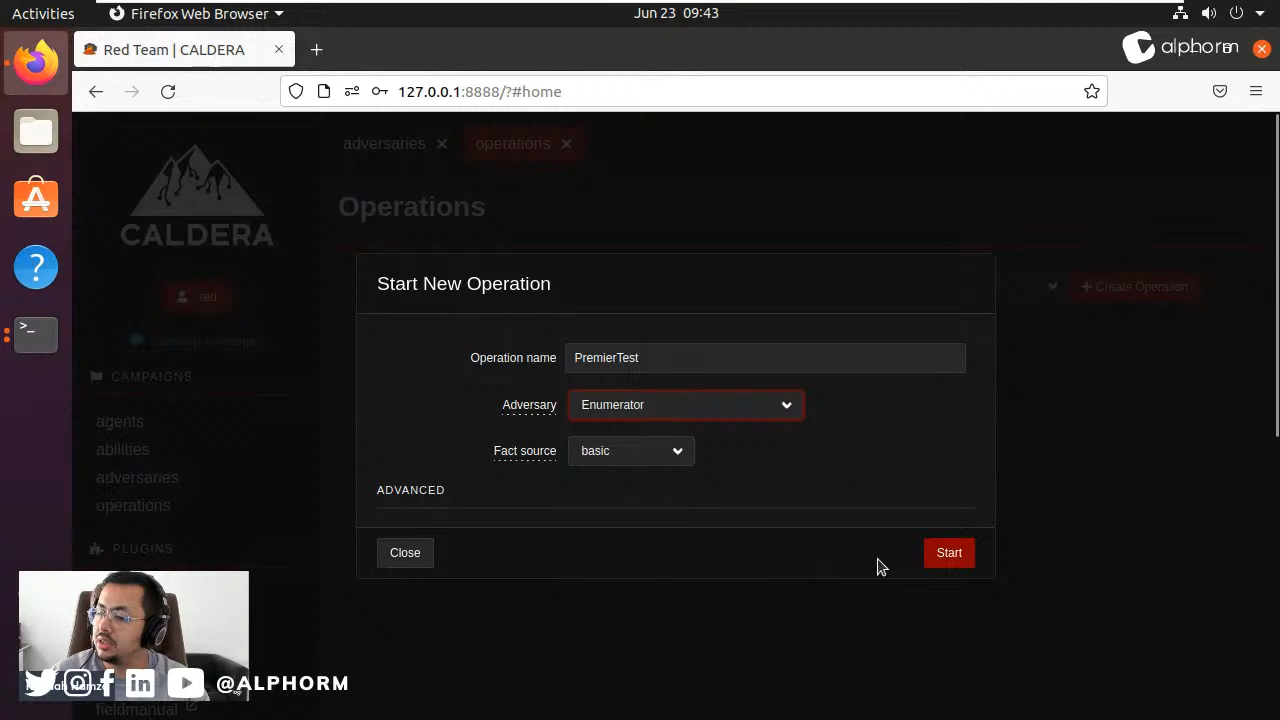 Activities
Firefox Web Browser
Jun 23 09:43
Red Team | CALDERA
alphorm
127.0.0.1:8888/?#home
adversaries
operations
CALDERA
Operations
red
Create Operation
Start New Operation
Operation name
PremierTest
Adversary
Enumerator
Fact source
basic
ADVANCED
Close
Start
CAMPAIGNS
agents
abilities
adversaries
operations
PLUGINS
fieldmanual
@ALPHORM